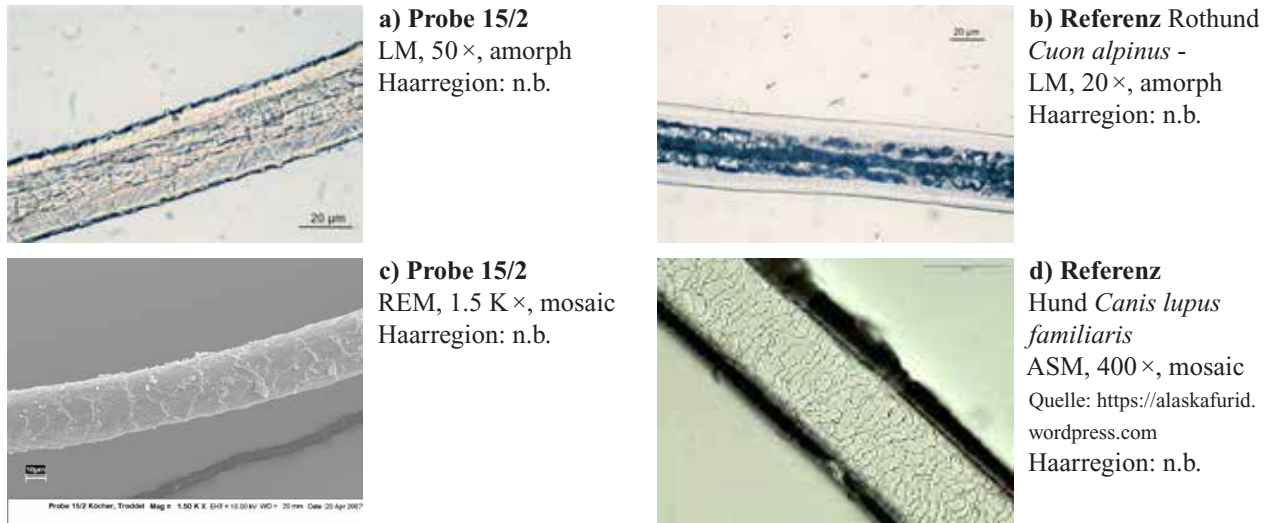 a) Probe 15/2
LM, 50 ×, amorph
Haarregion: n.b.
20 µm
b) Referenz Rothund
Cuon alpinus -
LM, 20 ×, amorph
Haarregion: n.b.
20 µm
c) Probe 15/2
REM, 1.5 K ×, mosaic
Haarregion: n.b.
10µm
Probe 15/2 Köcher, Troddel Mag = 1.50 K X EHT = 10.00 kV WD = 20 mm Date :20 Apr 2007
d) Referenz
Hund Canis lupus
familiaris
ASM, 400 ×, mosaic
Quelle: https://alaskafurid.
wordpress.com
Haarregion: n.b.